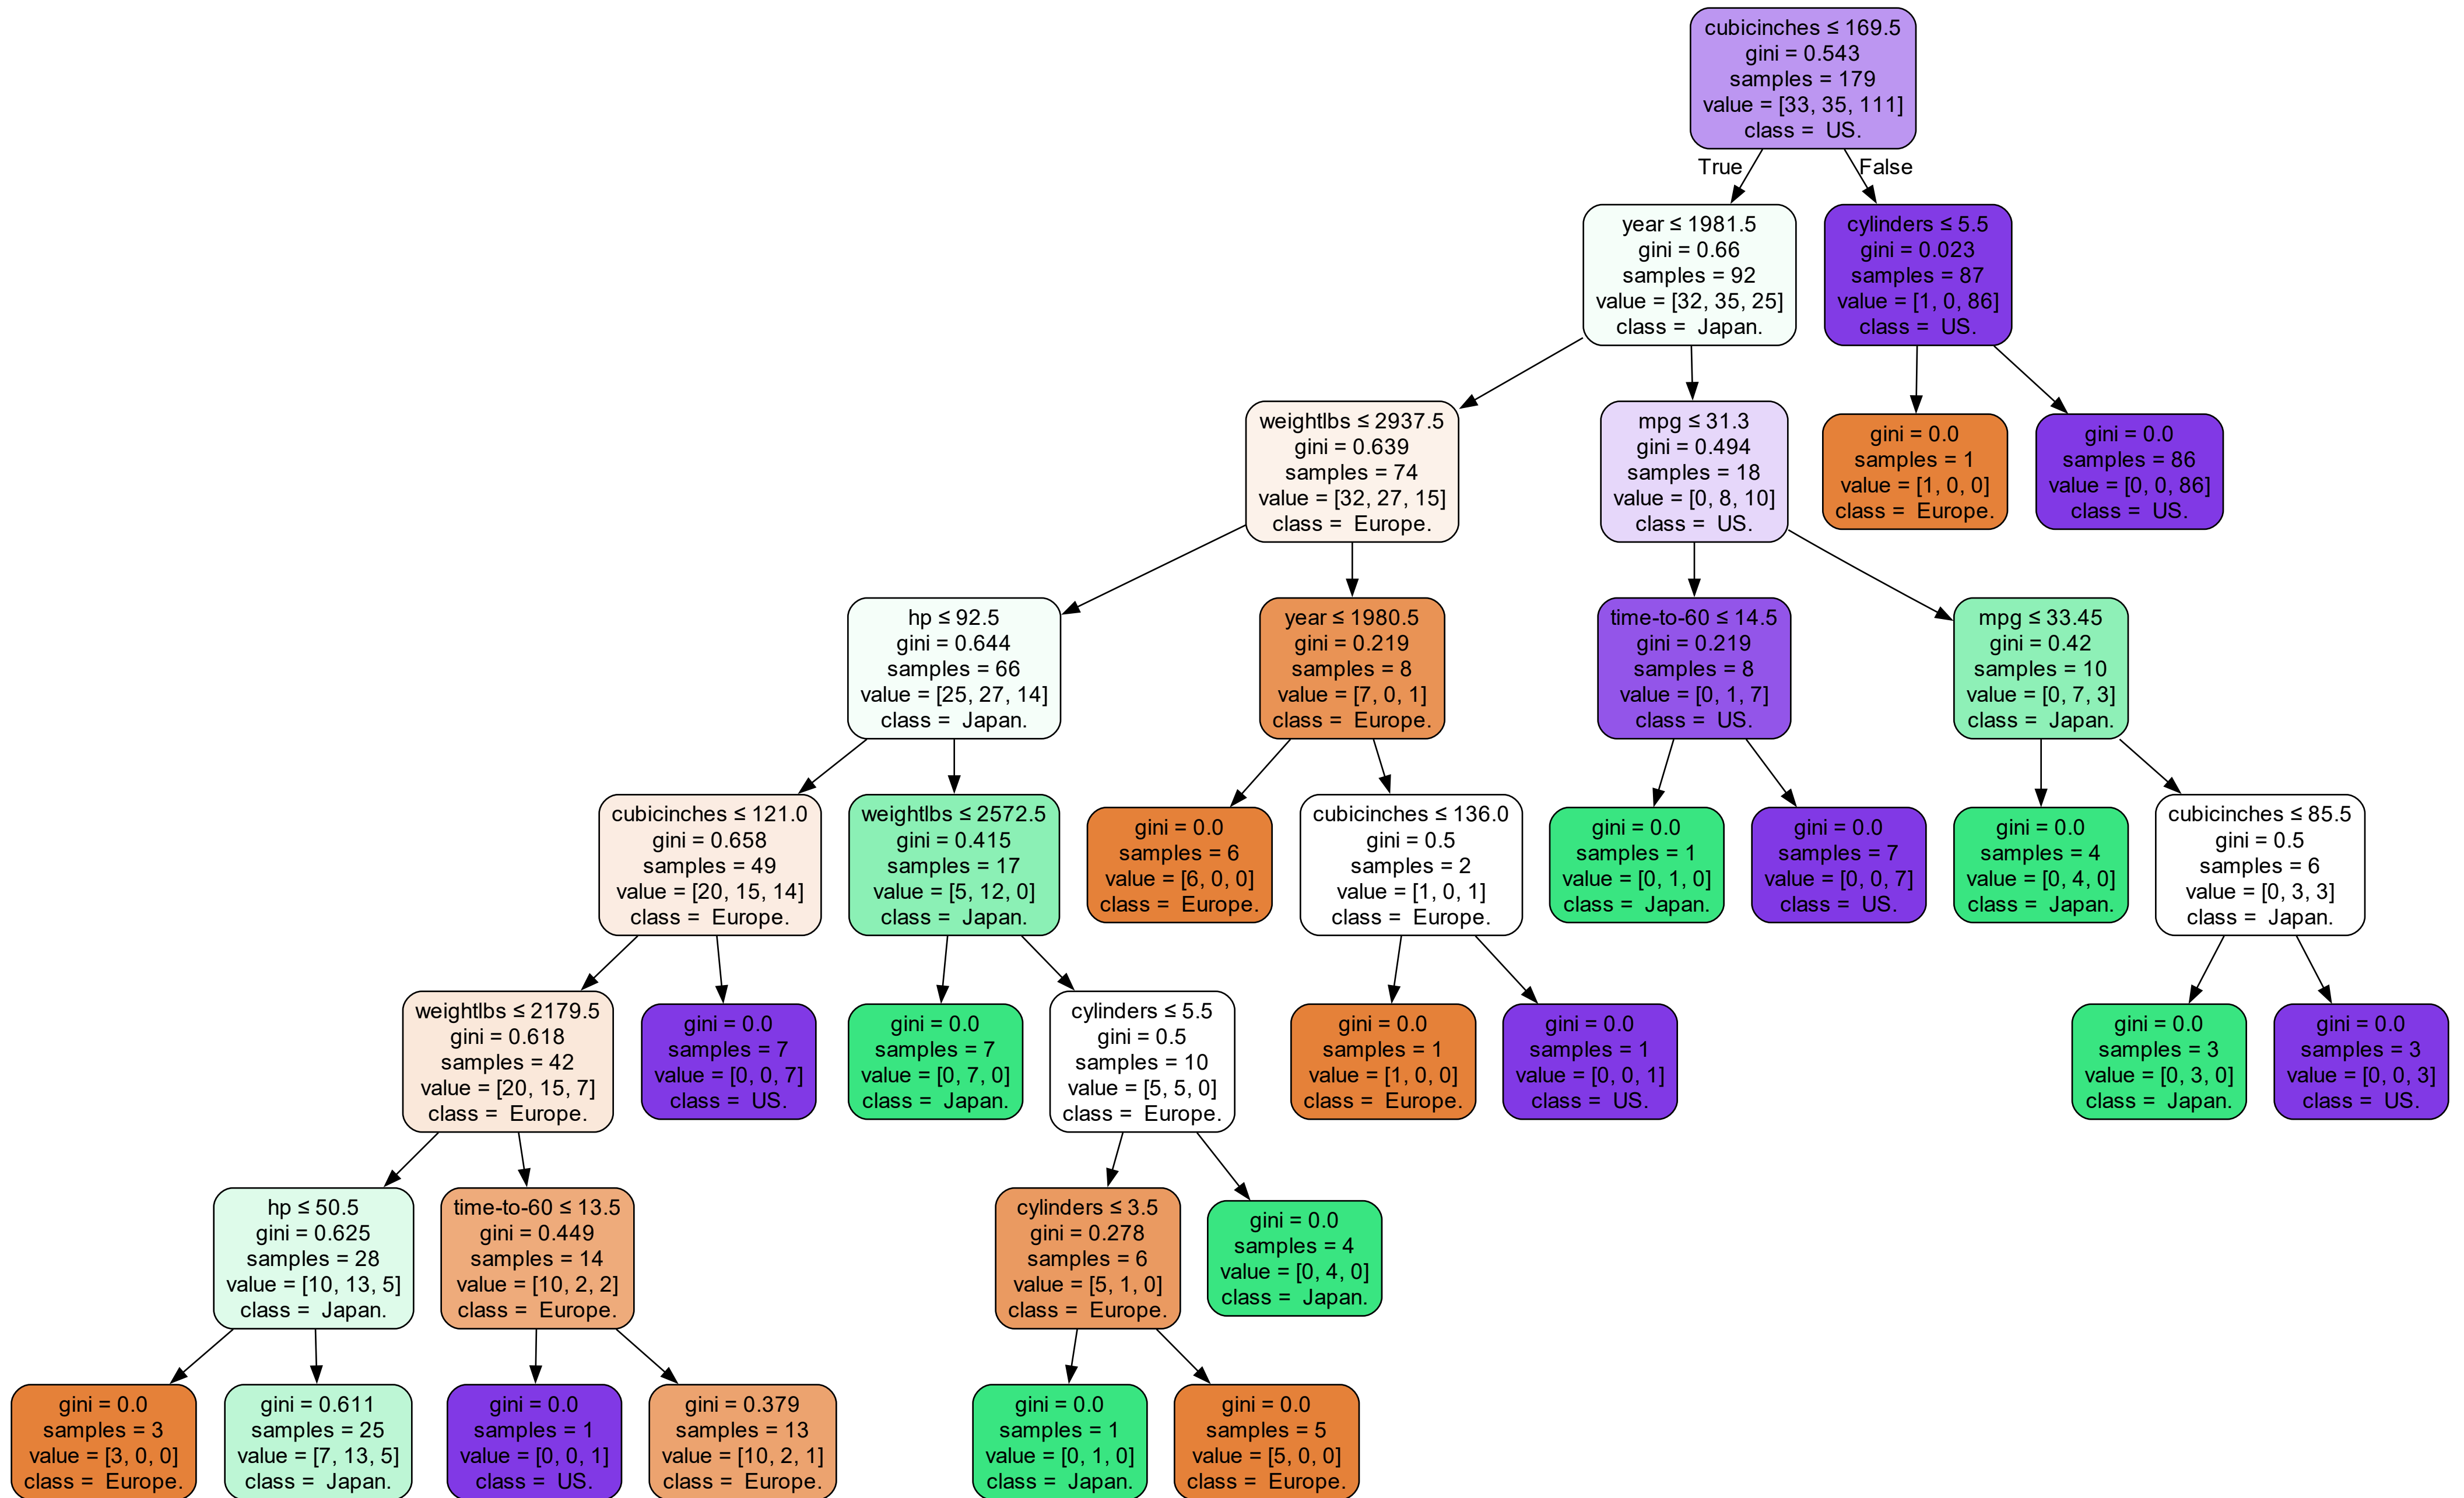 cubicinches ≤ 169.5
gini = 0.543
samples = 179
value = [33, 35, 111]
class =  US.
True
False
year ≤ 1981.5
gini = 0.66
samples = 92
value = [32, 35, 25]
class =  Japan.
cylinders ≤ 5.5
gini = 0.023
samples = 87
value = [1, 0, 86]
class =  US.
weightlbs ≤ 2937.5
gini = 0.639
samples = 74
value = [32, 27, 15]
class =  Europe.
mpg ≤ 31.3
gini = 0.494
samples = 18
value = [0, 8, 10]
class =  US.
gini = 0.0
samples = 1
value = [1, 0, 0]
class =  Europe.
gini = 0.0
samples = 86
value = [0, 0, 86]
class =  US.
hp ≤ 92.5
gini = 0.644
samples = 66
value = [25, 27, 14]
class =  Japan.
year ≤ 1980.5
gini = 0.219
samples = 8
value = [7, 0, 1]
class =  Europe.
time-to-60 ≤ 14.5
gini = 0.219
samples = 8
value = [0, 1, 7]
class =  US.
mpg ≤ 33.45
gini = 0.42
samples = 10
value = [0, 7, 3]
class =  Japan.
cubicinches ≤ 121.0
gini = 0.658
samples = 49
value = [20, 15, 14]
class =  Europe.
weightlbs ≤ 2572.5
gini = 0.415
samples = 17
value = [5, 12, 0]
class =  Japan.
gini = 0.0
samples = 6
value = [6, 0, 0]
class =  Europe.
cubicinches ≤ 136.0
gini = 0.5
samples = 2
value = [1, 0, 1]
class =  Europe.
gini = 0.0
samples = 1
value = [0, 1, 0]
class =  Japan.
gini = 0.0
samples = 7
value = [0, 0, 7]
class =  US.
gini = 0.0
samples = 4
value = [0, 4, 0]
class =  Japan.
cubicinches ≤ 85.5
gini = 0.5
samples = 6
value = [0, 3, 3]
class =  Japan.
weightlbs ≤ 2179.5
gini = 0.618
samples = 42
value = [20, 15, 7]
class =  Europe.
gini = 0.0
samples = 7
value = [0, 0, 7]
class =  US.
gini = 0.0
samples = 7
value = [0, 7, 0]
class =  Japan.
cylinders ≤ 5.5
gini = 0.5
samples = 10
value = [5, 5, 0]
class =  Europe.
gini = 0.0
samples = 1
value = [1, 0, 0]
class =  Europe.
gini = 0.0
samples = 1
value = [0, 0, 1]
class =  US.
gini = 0.0
samples = 3
value = [0, 3, 0]
class =  Japan.
gini = 0.0
samples = 3
value = [0, 0, 3]
class =  US.
hp ≤ 50.5
gini = 0.625
samples = 28
value = [10, 13, 5]
class =  Japan.
time-to-60 ≤ 13.5
gini = 0.449
samples = 14
value = [10, 2, 2]
class =  Europe.
cylinders ≤ 3.5
gini = 0.278
samples = 6
value = [5, 1, 0]
class =  Europe.
gini = 0.0
samples = 4
value = [0, 4, 0]
class =  Japan.
gini = 0.0
samples = 3
value = [3, 0, 0]
class =  Europe.
gini = 0.611
samples = 25
value = [7, 13, 5]
class =  Japan.
gini = 0.0
samples = 1
value = [0, 0, 1]
class =  US.
gini = 0.379
samples = 13
value = [10, 2, 1]
class =  Europe.
gini = 0.0
samples = 1
value = [0, 1, 0]
class =  Japan.
gini = 0.0
samples = 5
value = [5, 0, 0]
class =  Europe.